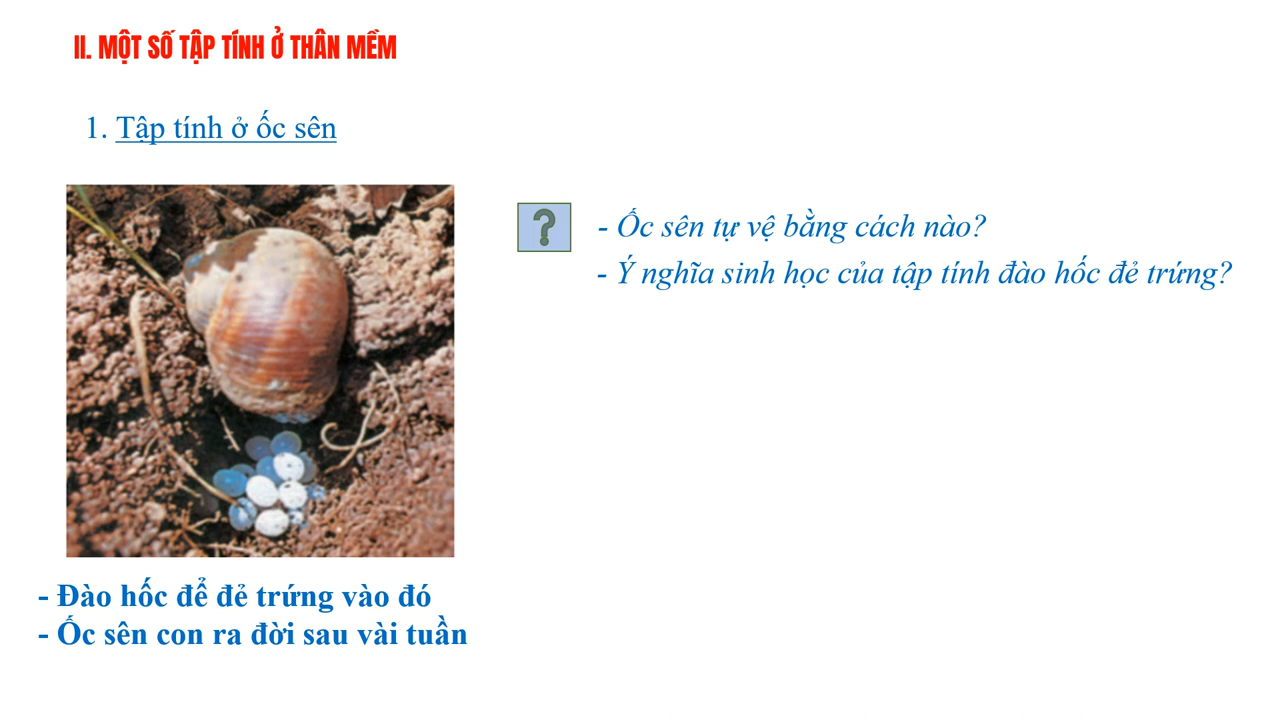 II. MỘT SỐ TẬP TÍNH Ở THÂN MỀM
1. Tập tính ở ốc sên
?
- Ốc sên tự vệ bằng cách nào?
- Ý nghĩa sinh học của tập tính đào hốc đẻ trứng?
- Đào hốc để đẻ trứng vào đó
- Ốc sên con ra đời sau vài tuần